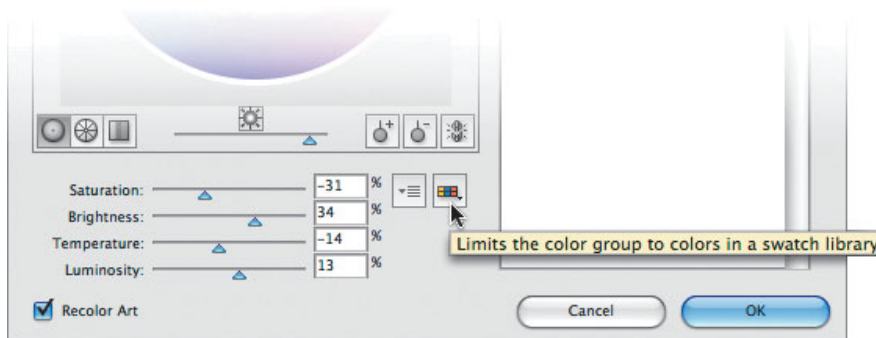 Saturation: -31 %
Brightness: 34 %
Temperature: -14 %
Luminosity: 13 %
Limits the color group to colors in a swatch library
Recolor Art
Cancel
OK